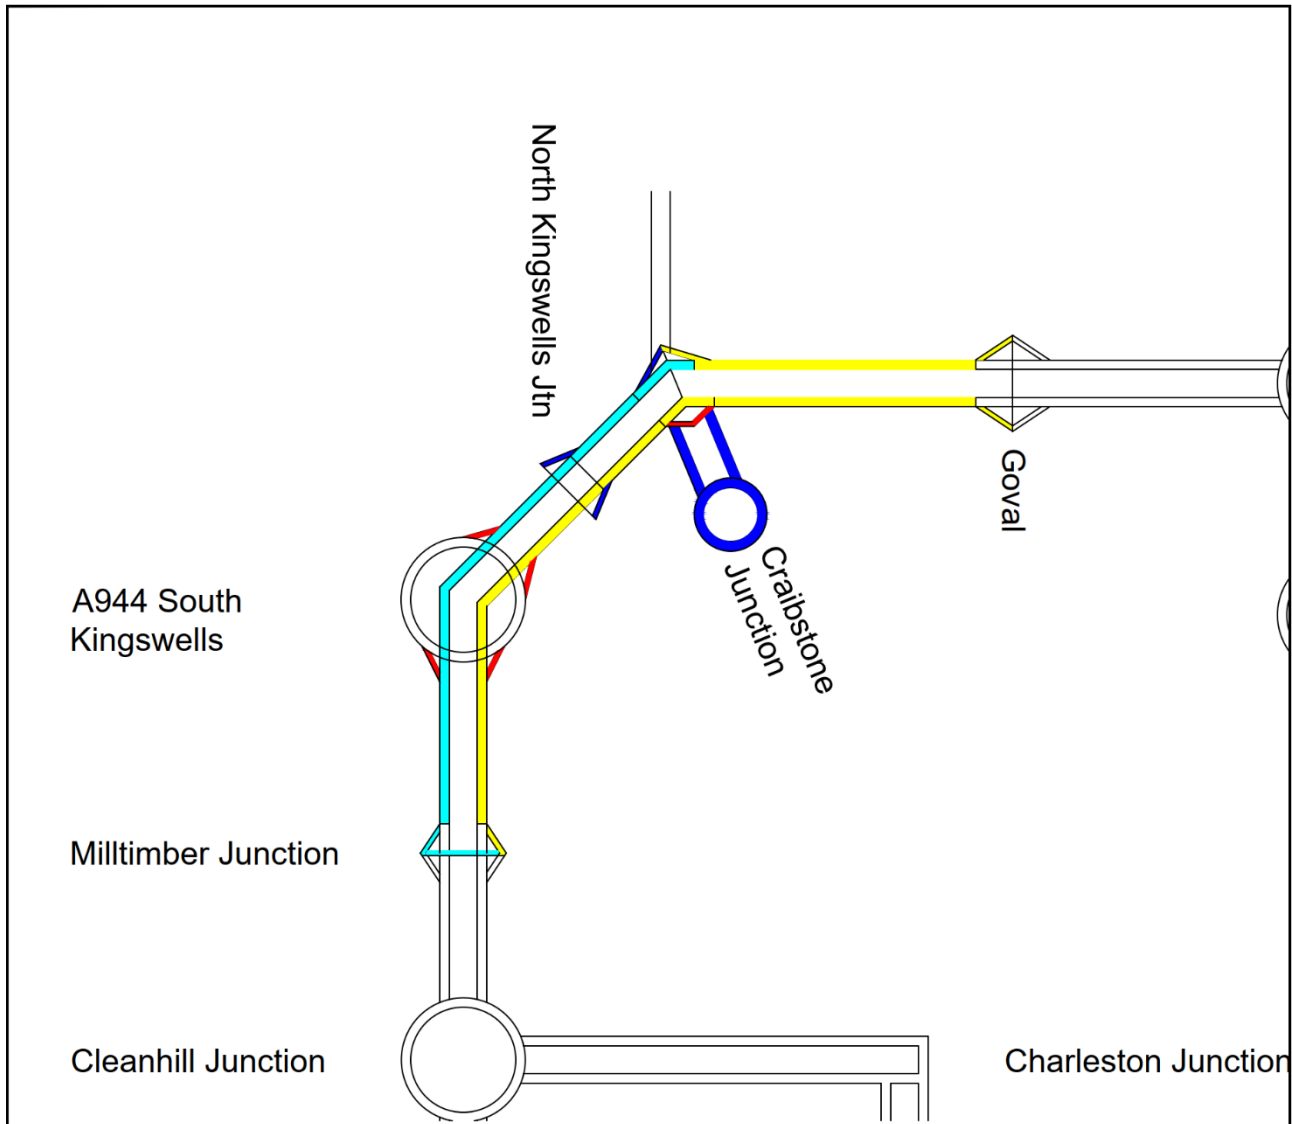 North Kingswells Jtn
Goval
Craibstone
Junction
A944 South
Kingswells
Milltimber Junction
Cleanhill Junction
Charleston Junction